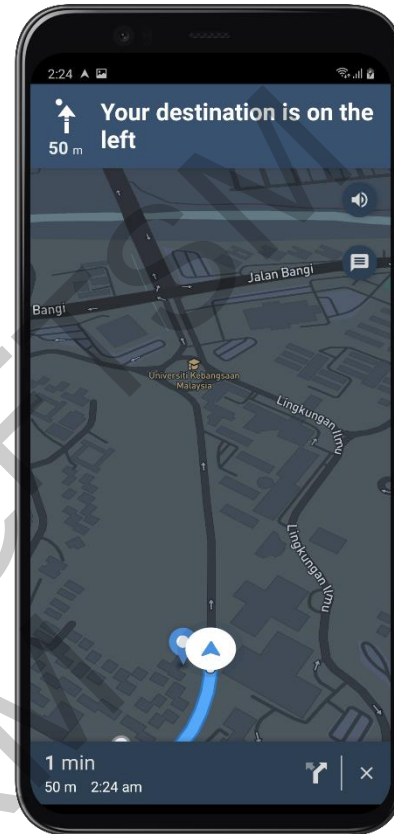 2:24
Your destination is on the
left
50 m
Jalan Bangi
Bangi
Universiti Kebangsaan
Malaysia
Lingkungan Ilmu
Lingkungan Ilmu
1 min
50 m 2:24 am